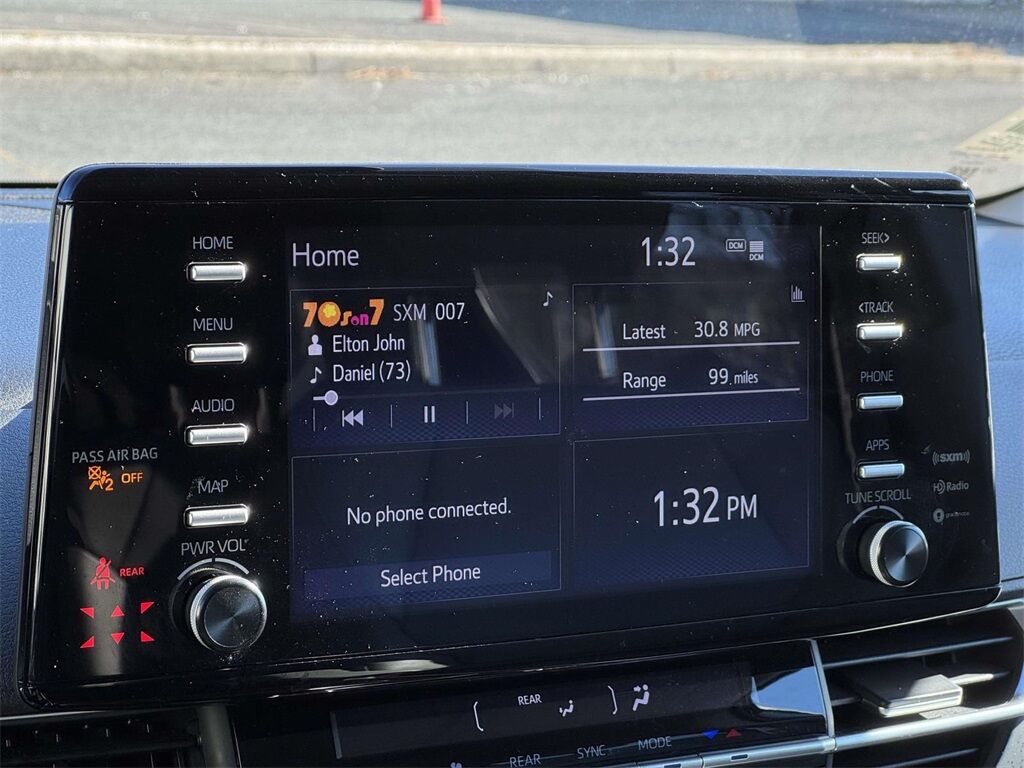 HOME
MENU
AUDIO
MAP
PASS AIR BAG
2 OFF
REAR
PWR VOL
Home
1:32
DCM
DCM
70s on 7 SXM 007
Elton John
Daniel (73)
Latest 30.8 MPG
Range 99 miles
No phone connected.
Select Phone
1:32 PM
SEEK>
<TRACK
PHONE
APPS
TUNE SCROLL
((sxm))
HD Radio
gracenote
REAR
REAR
SYNC
MODE